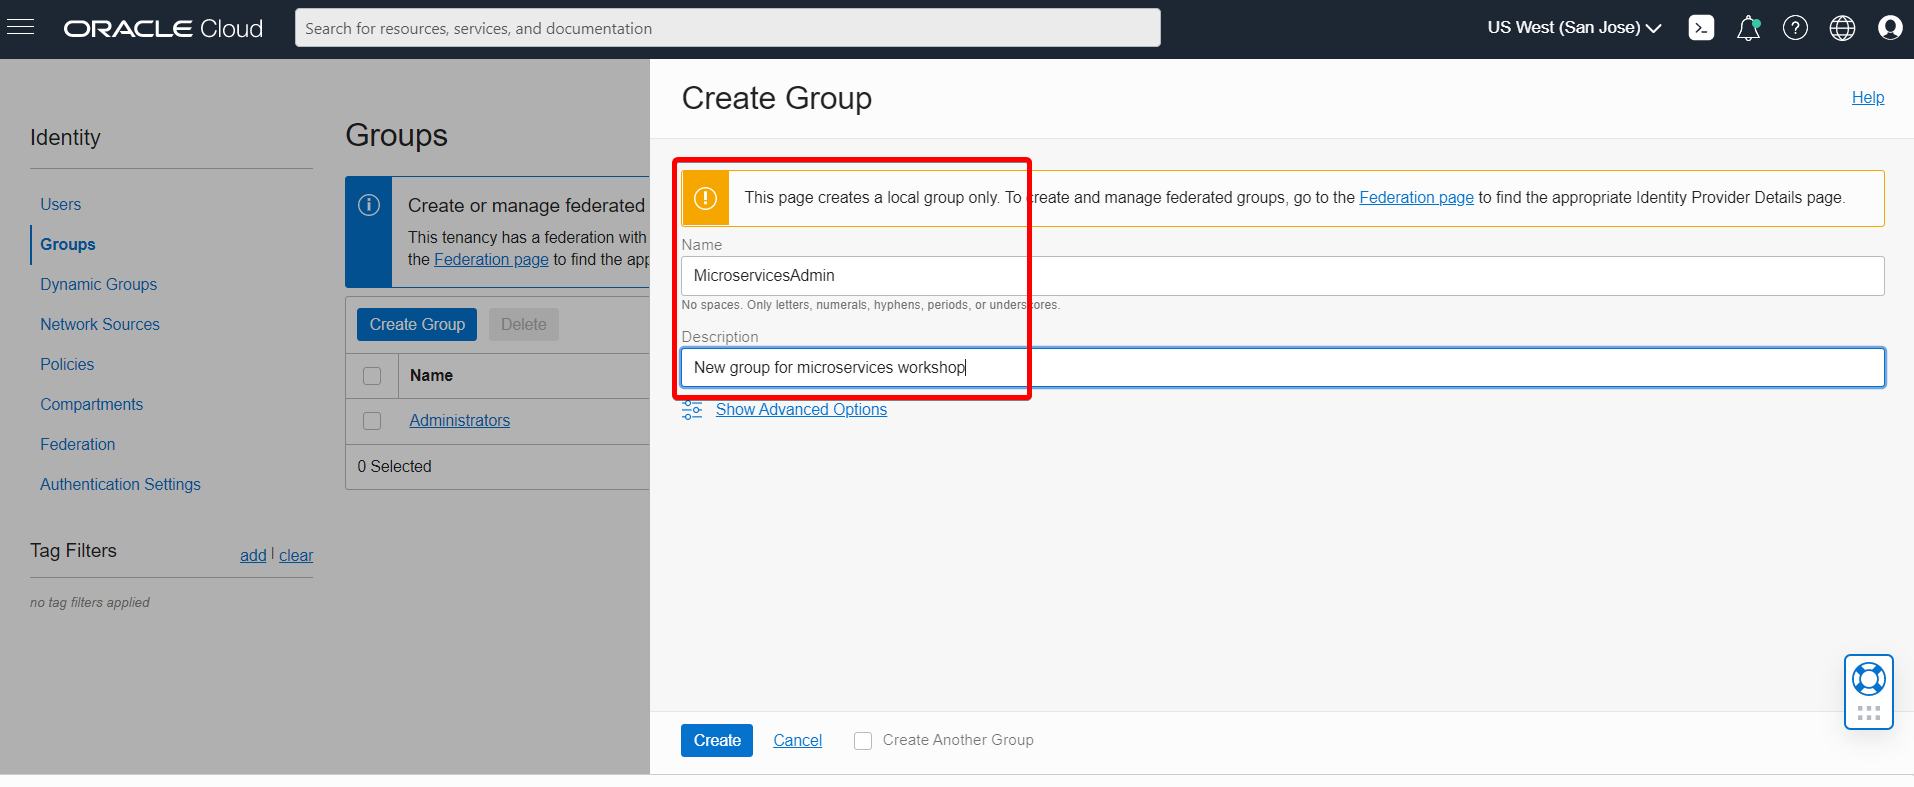 ORACLE Cloud
Search for resources, services, and documentation
US West (San Jose)
Identity
Users
Groups
Dynamic Groups
Network Sources
Policies
Compartments
Federation
Authentication Settings
Tag Filters
add | clear
no tag filters applied
Groups
Create or manage federated
This tenancy has a federation with
the Federation page to find the app
Create Group
Delete
Name
Administrators
0 Selected
Create Group
Help
This page creates a local group only. To create and manage federated groups, go to the Federation page to find the appropriate Identity Provider Details page.
Name
MicroservicesAdmin
No spaces. Only letters, numerals, hyphens, periods, or underscores.
Description
New group for microservices workshop
Show Advanced Options
Create
Cancel
Create Another Group